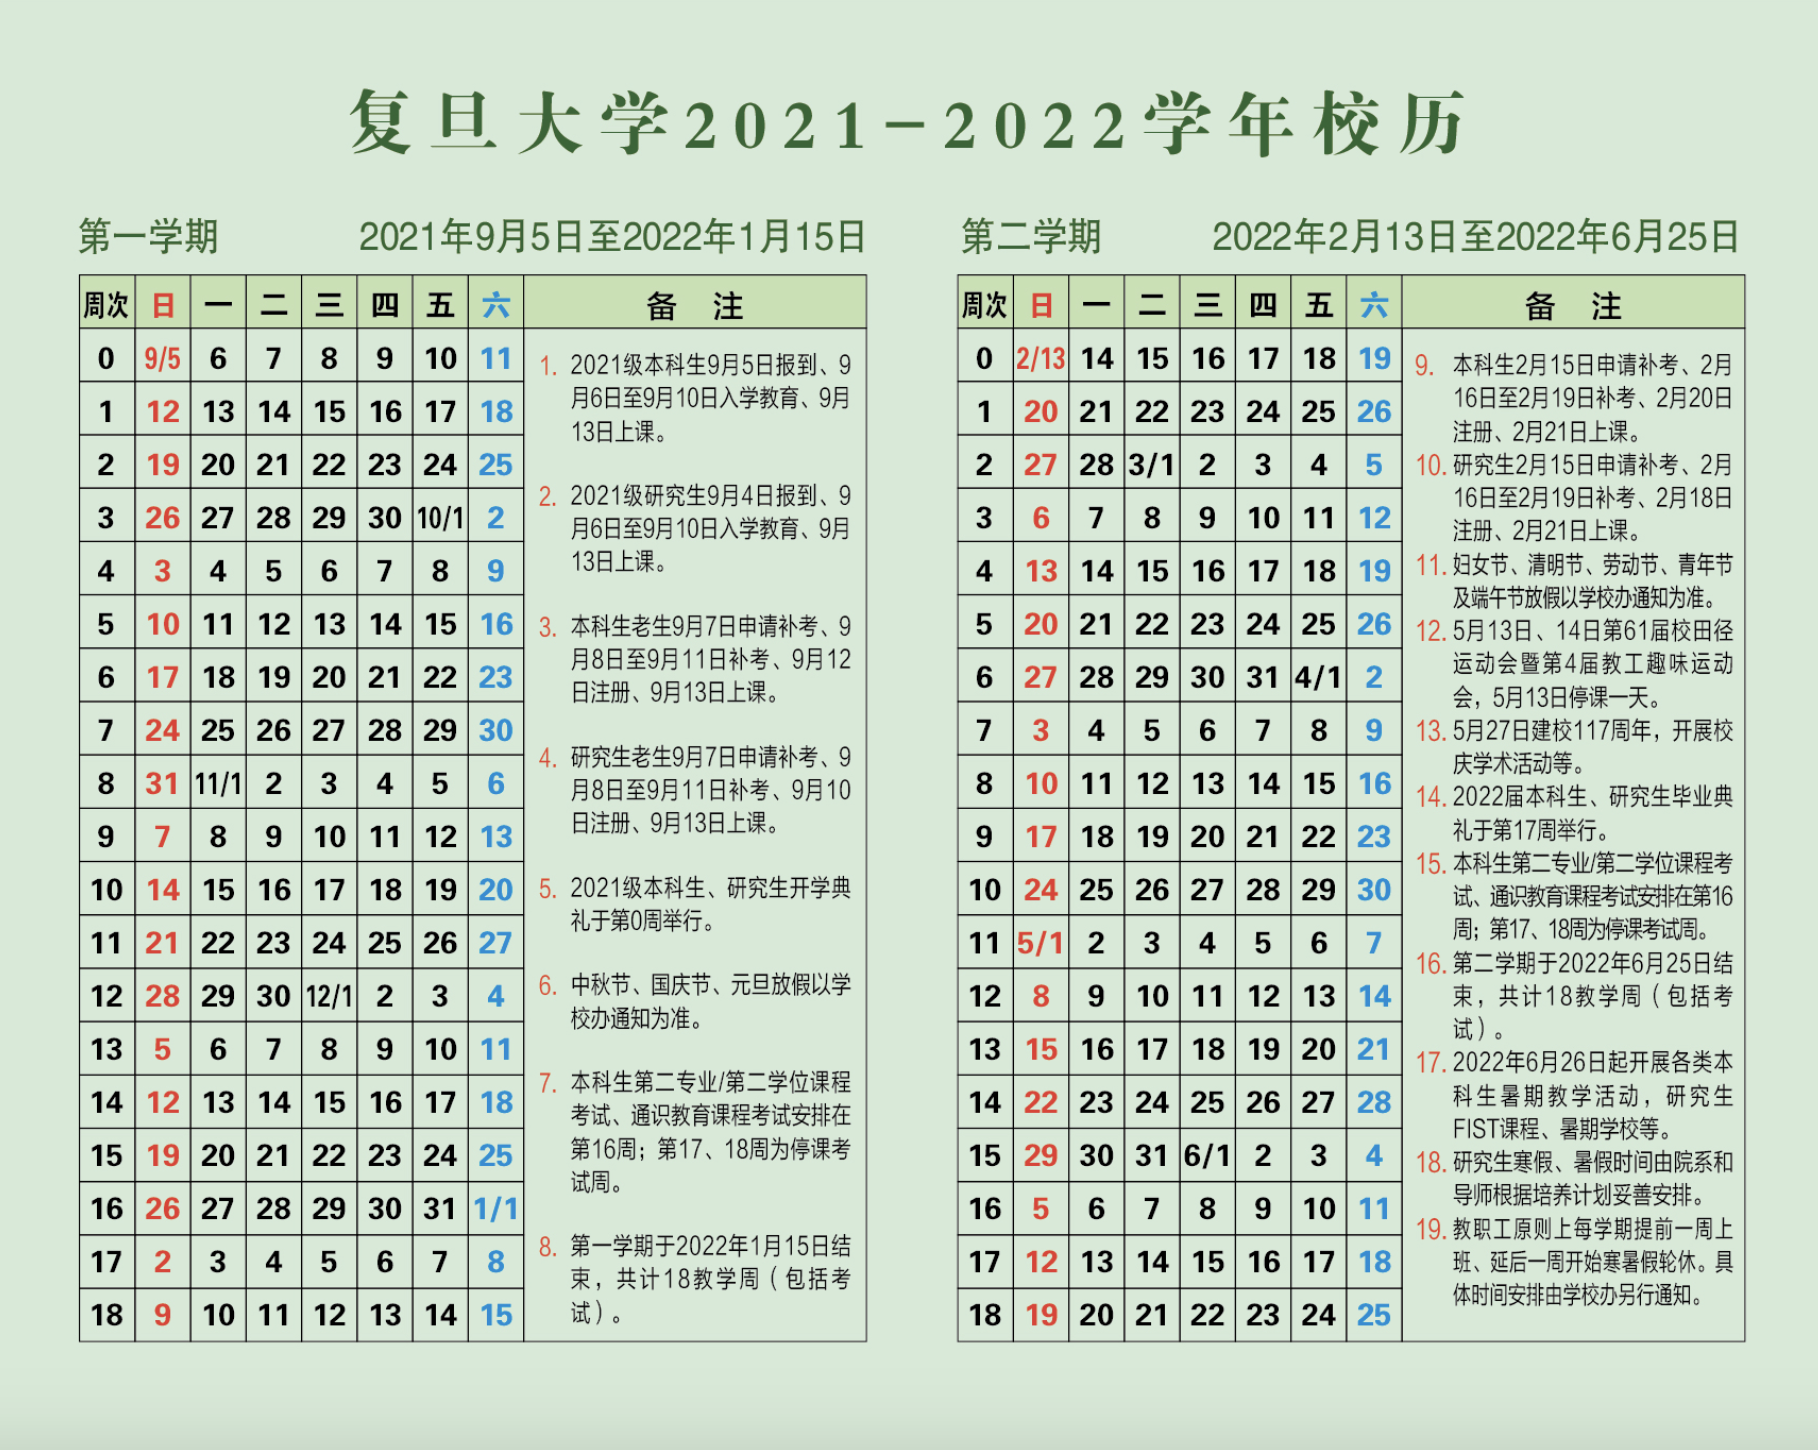 复旦大学2021-2022学年校历
第一学期 2021年9月5日至2022年1月15日
周次 日 一 二 三 四 五 六 备 注
0 9/5 6 7 8 9 10 11
1 12 13 14 15 16 17 18
2 19 20 21 22 23 24 25
3 26 27 28 29 30 10/1 2
4 3 4 5 6 7 8 9
5 10 11 12 13 14 15 16
6 17 18 19 20 21 22 23
7 24 25 26 27 28 29 30
8 31 11/1 2 3 4 5 6
9 7 8 9 10 11 12 13
10 14 15 16 17 18 19 20
11 21 22 23 24 25 26 27
12 28 29 30 12/1 2 3 4
13 5 6 7 8 9 10 11
14 12 13 14 15 16 17 18
15 19 20 21 22 23 24 25
16 26 27 28 29 30 31 1/1
17 2 3 4 5 6 7 8
18 9 10 11 12 13 14 15
1. 2021级本科生9月5日报到、9
月6日至9月10日入学教育、9月
13日上课。
2. 2021级研究生9月4日报到、9
月6日至9月10日入学教育、9月
13日上课。
3. 本科生老生9月7日申请补考、9
月8日至9月11日补考、9月12
日注册、9月13日上课。
4. 研究生老生9月7日申请补考、9
月8日至9月11日补考、9月10
日注册、9月13日上课。
5. 2021级本科生、研究生开学典
礼于第0周举行。
6. 中秋节、国庆节、元旦放假以学
校办通知为准。
7. 本科生第二专业/第二学位课程
考试、通识教育课程考试安排在
第16周；第17、18周为停课考
试周。
8. 第一学期于2022年1月15日结
束，共计18教学周（包括考
试）。
第二学期 2022年2月13日至2022年6月25日
周次 日 一 二 三 四 五 六 备 注
0 2/13 14 15 16 17 18 19
1 20 21 22 23 24 25 26
2 27 28 3/1 2 3 4 5
3 6 7 8 9 10 11 12
4 13 14 15 16 17 18 19
5 20 21 22 23 24 25 26
6 27 28 29 30 31 4/1 2
7 3 4 5 6 7 8 9
8 10 11 12 13 14 15 16
9 17 18 19 20 21 22 23
10 24 25 26 27 28 29 30
11 5/1 2 3 4 5 6 7
12 8 9 10 11 12 13 14
13 15 16 17 18 19 20 21
14 22 23 24 25 26 27 28
15 29 30 31 6/1 2 3 4
16 5 6 7 8 9 10 11
17 12 13 14 15 16 17 18
18 19 20 21 22 23 24 25
9. 本科生2月15日申请补考、2月
16日至2月19日补考、2月20日
注册、2月21日上课。
10. 研究生2月15日申请补考、2月
16日至2月19日补考、2月18日
注册、2月21日上课。
11. 妇女节、清明节、劳动节、青年节
及端午节放假以学校办通知为准。
12. 5月13日、14日第61届校田径
运动会暨第4届教工趣味运动
会，5月13日停课一天。
13. 5月27日建校117周年，开展校
庆学术活动等。
14. 2022届本科生、研究生毕业典
礼于第17周举行。
15. 本科生第二专业/第二学位课程考
试、通识教育课程考试安排在第16
周；第17、18周为停课考试周。
16. 第二学期于2022年6月25日结
束，共计18教学周（包括考
试）。
17. 2022年6月26日起开展各类本
科生暑期教学活动，研究生
FIST课程、暑期学校等。
18. 研究生寒假、暑假时间由院系和
导师根据培养计划妥善安排。
19. 教职工原则上每学期提前一周上
班、延后一周开始寒暑假轮休。具
体时间安排由学校办另行通知。